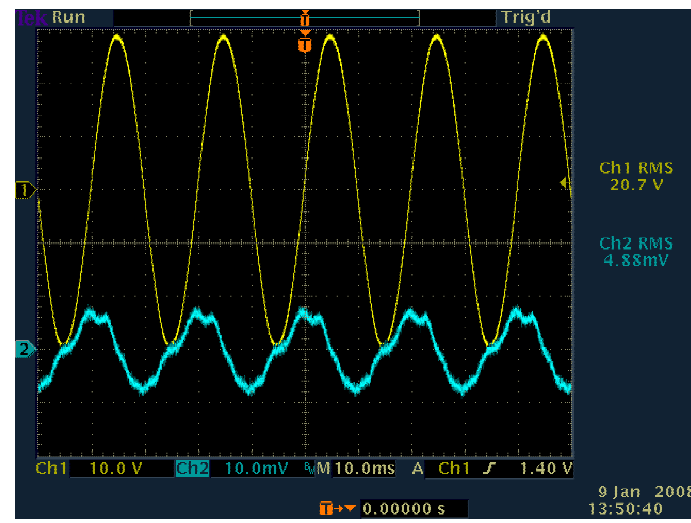 Tek Run Trig'd
T
T
1
Ch1 RMS
20.7 V
Ch2 RMS
4.88mV
2
Ch1 10.0 V Ch2 10.0mV M 10.0ms A Ch1 1.40 V
T 0.00000 s
9 Jan 2008
13:50:40